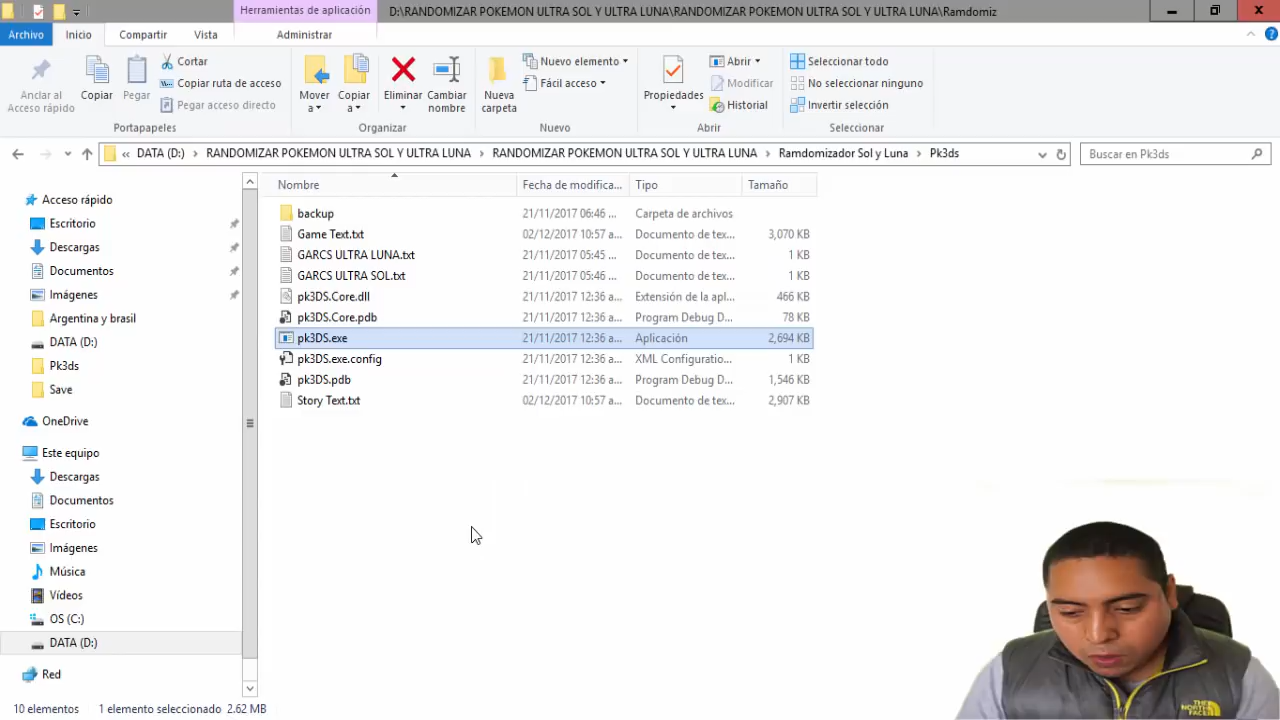 Herramientas de aplicación
D:\RANDOMIZAR POKEMON ULTRA SOL Y ULTRA LUNA\RANDOMIZAR POKEMON ULTRA SOL Y ULTRA LUNA\Ramdomiz
Archivo Inicio Compartir Vista Administrar
Anclar al Acceso rápido
Copiar
Pegar
Cortar
Copiar ruta de acceso
Pegar acceso directo
Portapapeles
Mover a
Copiar a
Eliminar
Cambiar nombre
Organizar
Nueva carpeta
Nuevo elemento
Fácil acceso
Nuevo
Propiedades
Abrir
Modificar
Historial
Abrir
Seleccionar todo
No seleccionar ninguno
Invertir selección
Seleccionar
« DATA (D:) › RANDOMIZAR POKEMON ULTRA SOL Y ULTRA LUNA › RANDOMIZAR POKEMON ULTRA SOL Y ULTRA LUNA › Ramdomizador Sol y Luna › Pk3ds
Buscar en Pk3ds
Acceso rápido
Escritorio
Descargas
Documentos
Imágenes
Argentina y brasil
DATA (D:)
Pk3ds
Save
OneDrive
Este equipo
Descargas
Documentos
Escritorio
Imágenes
Música
Vídeos
OS (C:)
DATA (D:)
Red
Nombre Fecha de modifica... Tipo Tamaño
backup 21/11/2017 06:46 ... Carpeta de archivos
Game Text.txt 02/12/2017 10:57 a... Documento de tex... 3,070 KB
GARCS ULTRA LUNA.txt 21/11/2017 05:45 ... Documento de tex... 1 KB
GARCS ULTRA SOL.txt 21/11/2017 05:46 ... Documento de tex... 1 KB
pk3DS.Core.dll 21/11/2017 12:36 a... Extensión de la apl... 466 KB
pk3DS.Core.pdb 21/11/2017 12:36 a... Program Debug D... 78 KB
pk3DS.exe 21/11/2017 12:36 a... Aplicación 2,694 KB
pk3DS.exe.config 21/11/2017 12:36 a... XML Configuratio... 1 KB
pk3DS.pdb 21/11/2017 12:36 a... Program Debug D... 1,546 KB
Story Text.txt 02/12/2017 10:57 a... Documento de tex... 2,907 KB
10 elementos 1 elemento seleccionado 2.62 MB
THE NORTH FACE